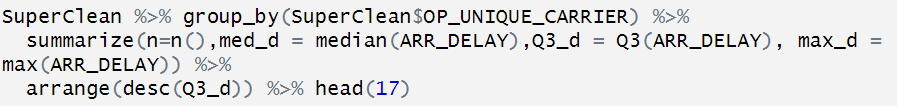 SuperClean %>% group_by(SuperClean$OP_UNIQUE_CARRIER) %>%
  summarize(n=n(),med_d = median(ARR_DELAY),Q3_d = Q3(ARR_DELAY), max_d =
max(ARR_DELAY)) %>%
  arrange(desc(Q3_d)) %>% head(17)